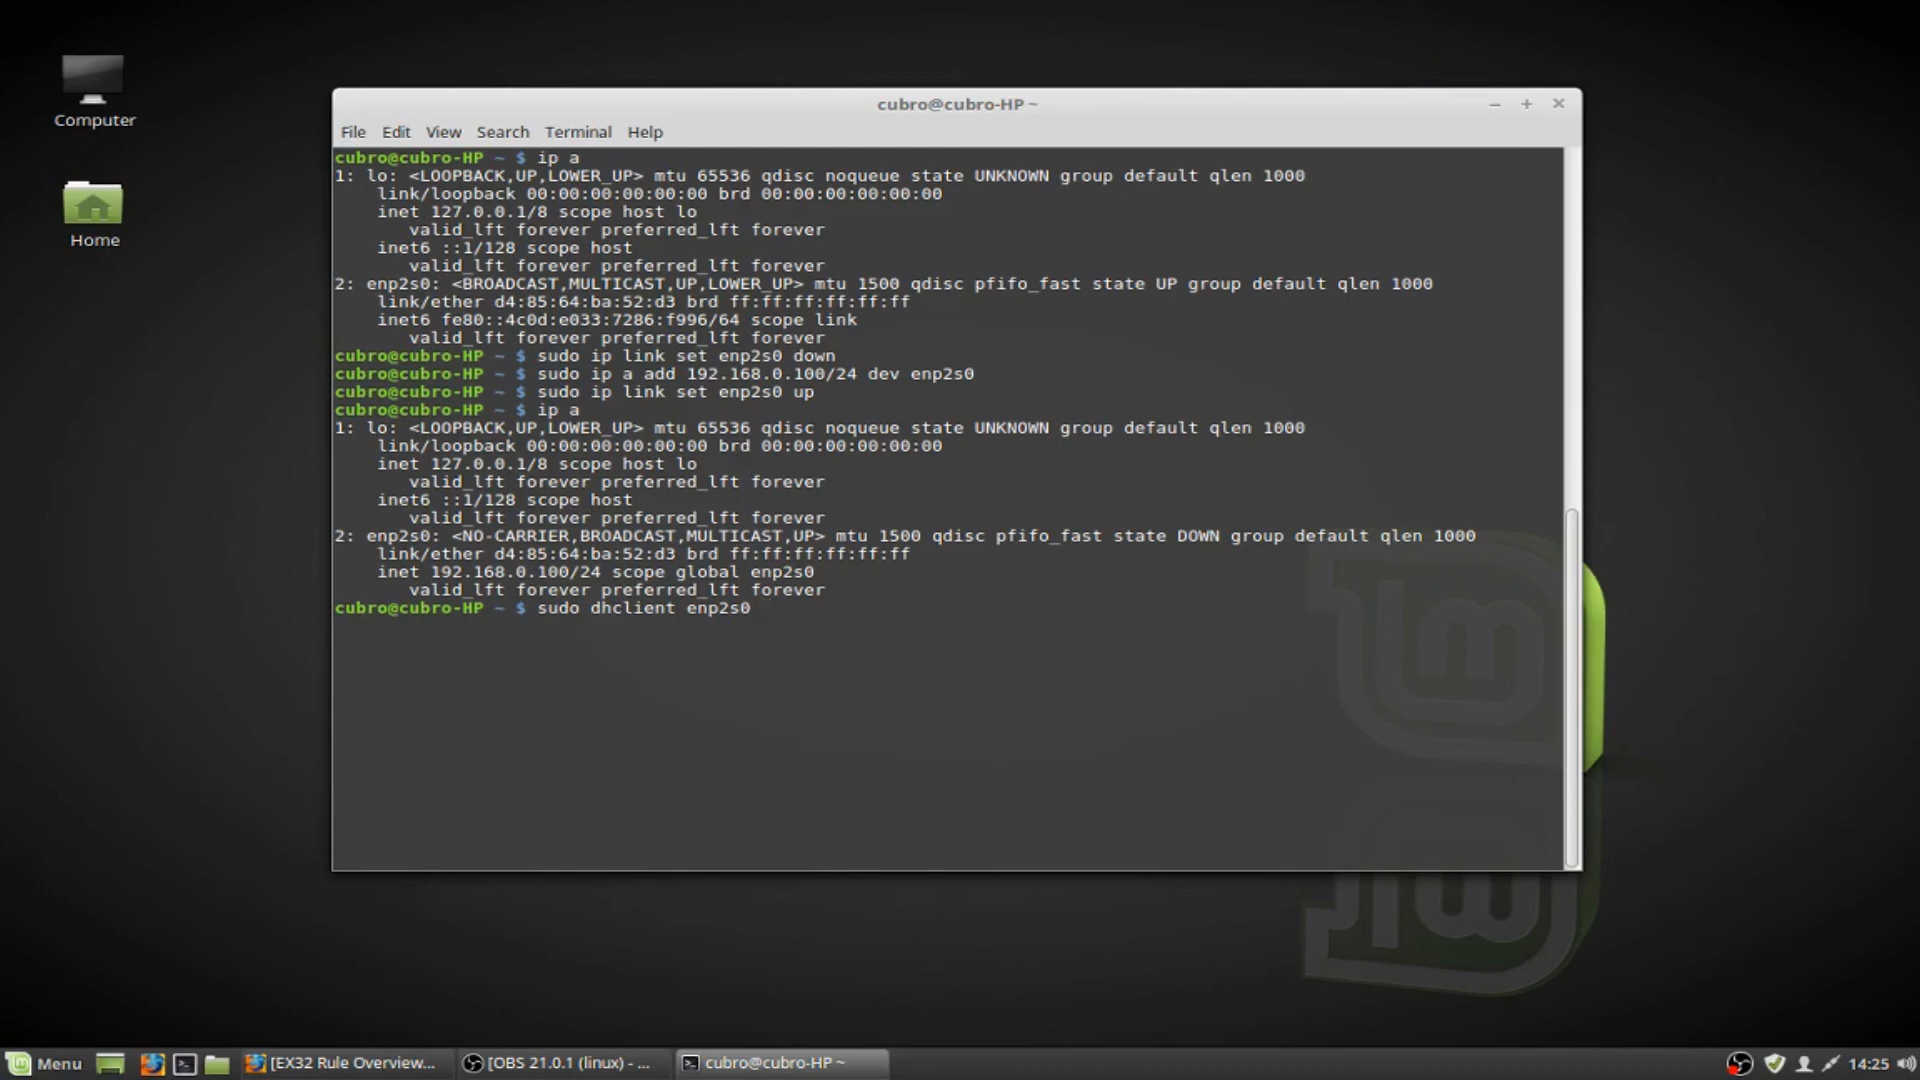 Computer
Home
cubro@cubro-HP ~
File Edit View Search Terminal Help
cubro@cubro-HP ~ $ ip a
1: lo: <LOOPBACK,UP,LOWER_UP> mtu 65536 qdisc noqueue state UNKNOWN group default qlen 1000
    link/loopback 00:00:00:00:00:00 brd 00:00:00:00:00:00
    inet 127.0.0.1/8 scope host lo
       valid_lft forever preferred_lft forever
    inet6 ::1/128 scope host
       valid_lft forever preferred_lft forever
2: enp2s0: <BROADCAST,MULTICAST,UP,LOWER_UP> mtu 1500 qdisc pfifo_fast state UP group default qlen 1000
    link/ether d4:85:64:ba:52:d3 brd ff:ff:ff:ff:ff:ff
    inet6 fe80::4c0d:e033:7286:f996/64 scope link
       valid_lft forever preferred_lft forever
cubro@cubro-HP ~ $ sudo ip link set enp2s0 down
cubro@cubro-HP ~ $ sudo ip a add 192.168.0.100/24 dev enp2s0
cubro@cubro-HP ~ $ sudo ip link set enp2s0 up
cubro@cubro-HP ~ $ ip a
1: lo: <LOOPBACK,UP,LOWER_UP> mtu 65536 qdisc noqueue state UNKNOWN group default qlen 1000
    link/loopback 00:00:00:00:00:00 brd 00:00:00:00:00:00
    inet 127.0.0.1/8 scope host lo
       valid_lft forever preferred_lft forever
    inet6 ::1/128 scope host
       valid_lft forever preferred_lft forever
2: enp2s0: <NO-CARRIER,BROADCAST,MULTICAST,UP> mtu 1500 qdisc pfifo_fast state DOWN group default qlen 1000
    link/ether d4:85:64:ba:52:d3 brd ff:ff:ff:ff:ff:ff
    inet 192.168.0.100/24 scope global enp2s0
       valid_lft forever preferred_lft forever
cubro@cubro-HP ~ $ sudo dhclient enp2s0
Menu [EX32 Rule Overview... [OBS 21.0.1 (linux) - ... cubro@cubro-HP ~ 14:25